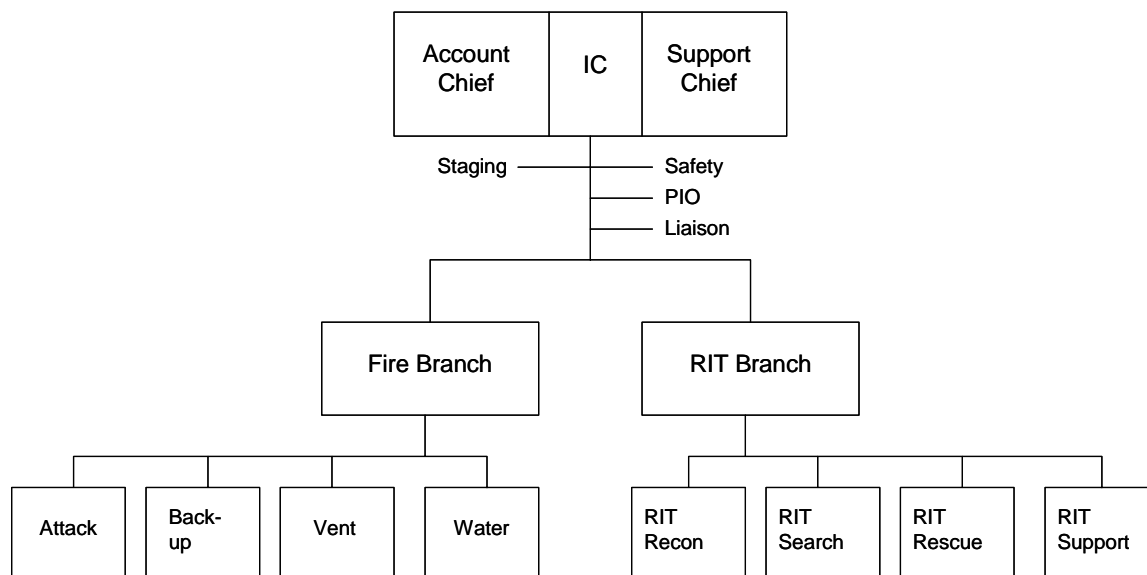 Account
Chief
IC
Support
Chief
Staging
Safety
PIO
Liaison
Fire Branch
RIT Branch
Attack
Back-
up
Vent
Water
RIT
Recon
RIT
Search
RIT
Rescue
RIT
Support